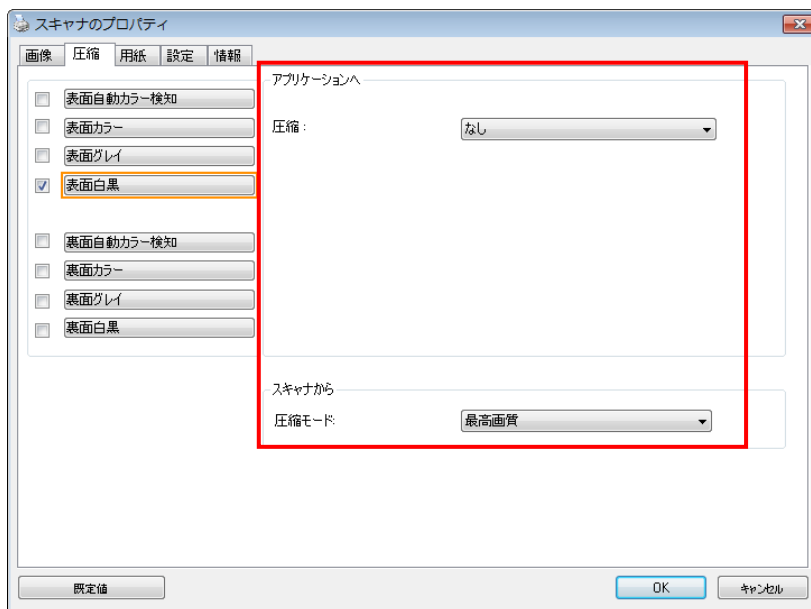 スキャナのプロパティ
画像 圧縮 用紙 設定 情報
アプリケーションへ
表面自動カラー検知
表面カラー
圧縮: なし
表面グレイ
表面白黒
裏面自動カラー検知
裏面カラー
裏面グレイ
裏面白黒
スキャナから
圧縮モード: 最高画質
既定値 OK キャンセル